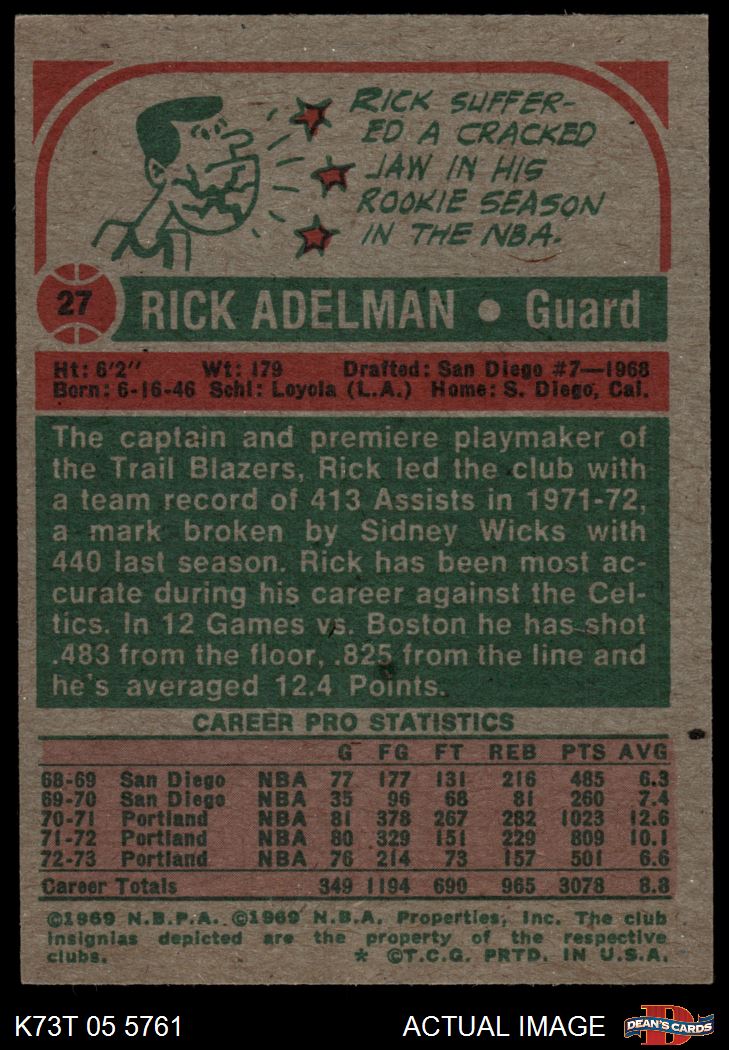 RICK SUFFER-
ED A CRACKED
JAW IN HIS
ROOKIE SEASON
IN THE NBA.
27 RICK ADELMAN • Guard
Ht: 6'2" Wt: 179 Drafted: San Diego #7—1968
Born: 6-16-46 Schl: Loyola (L.A.) Home: S. Diego, Cal.
The captain and premiere playmaker of
the Trail Blazers, Rick led the club with
a team record of 413 Assists in 1971-72,
a mark broken by Sidney Wicks with
440 last season. Rick has been most ac-
curate during his career against the Cel-
tics. In 12 Games vs. Boston he has shot
.483 from the floor, .825 from the line and
he's averaged 12.4 Points.
CAREER PRO STATISTICS
G FG FT REB PTS AVG
68-69 San Diego NBA 77 177 131 216 485 6.3
69-70 San Diego NBA 35 96 68 81 260 7.4
70-71 Portland NBA 81 378 267 282 1023 12.6
71-72 Portland NBA 80 329 151 229 809 10.1
72-73 Portland NBA 76 214 73 157 501 6.6
Career Totals 349 1194 690 965 3078 8.8
©1969 N.B.P.A. ©1969 N.B.A. Properties, Inc. The club
insignias depicted are the property of the respective
clubs. * ©T.C.G. PRTD. IN U.S.A.
K73T 05 5761 ACTUAL IMAGE DEAN'S CARDS